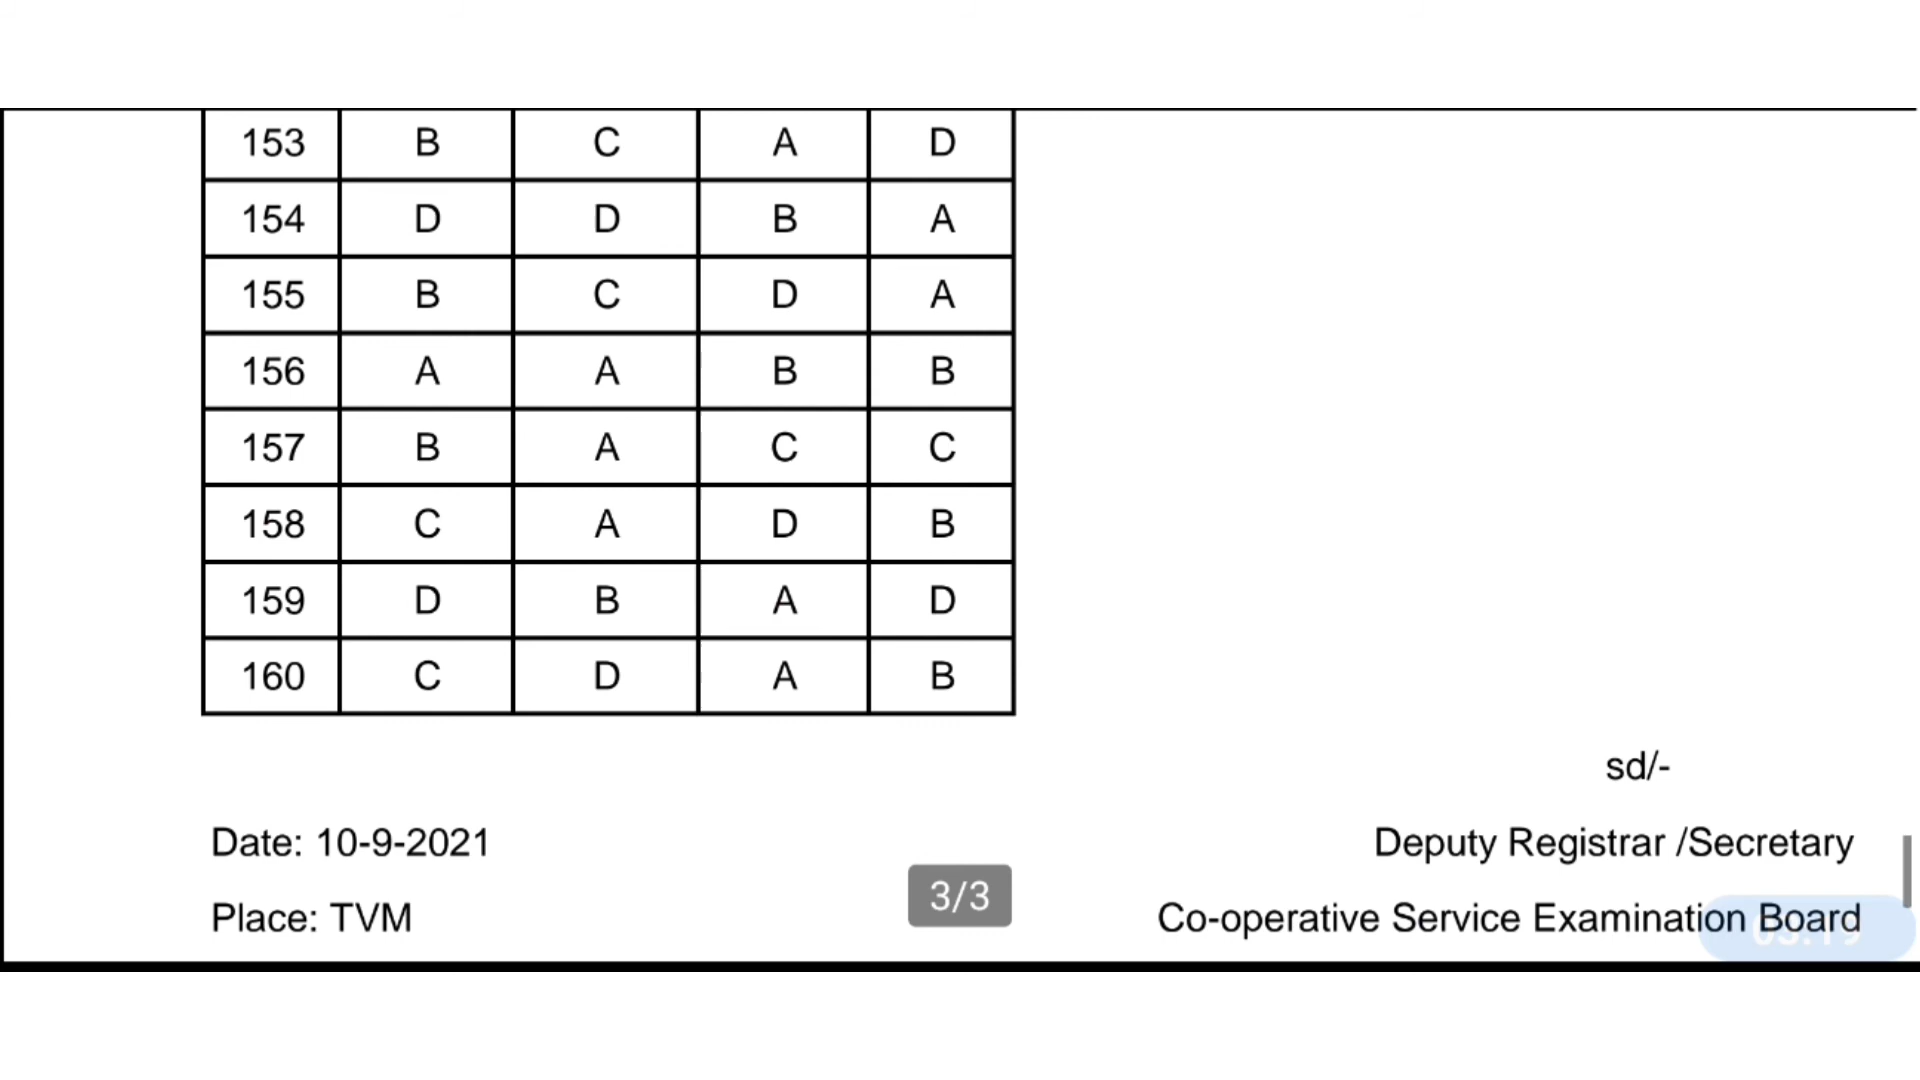 153 B C A D
154 D D B A
155 B C D A
156 A A B B
157 B A C C
158 C A D B
159 D B A D
160 C D A B
sd/-
Date: 10-9-2021 Deputy Registrar /Secretary
3/3
Place: TVM Co-operative Service Examination Board